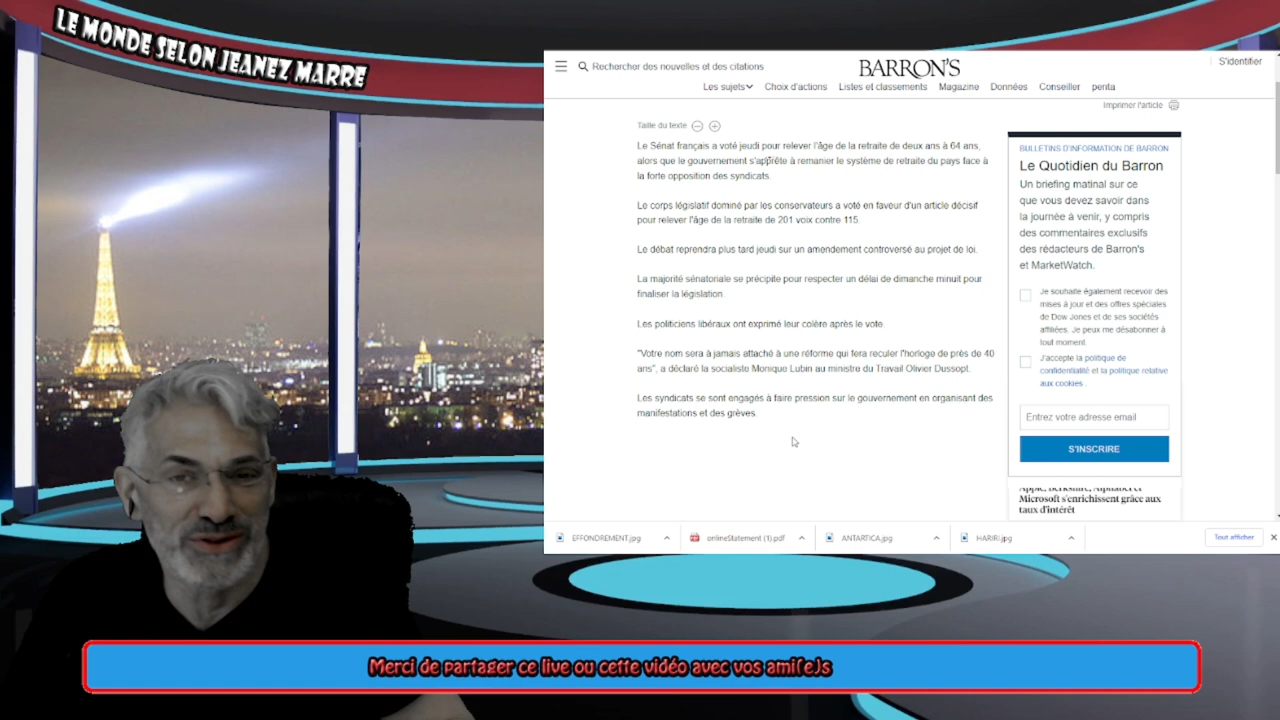 LE MONDE SELON JEANEZ MARRE
Rechercher des nouvelles et des citations
BARRON'S
S'identifier
Les sujets
Choix d'actions
Listes et classements
Magazine
Données
Conseiller
penta
Imprimer l'article
Taille du texte
Le Sénat français a voté jeudi pour relever l'âge de la retraite de deux ans à 64 ans,
alors que le gouvernement s'apprête à remanier le système de retraite du pays face à
la forte opposition des syndicats.
Le corps législatif dominé par les conservateurs a voté en faveur d'un article décisif
pour relever l'âge de la retraite de 201 voix contre 115.
Le débat reprendra plus tard jeudi sur un amendement controversé au projet de loi.
La majorité sénatoriale se précipite pour respecter un délai de dimanche minuit pour
finaliser la législation.
Les politiciens libéraux ont exprimé leur colère après le vote.
"Votre nom sera à jamais attaché à une réforme qui fera reculer l'horloge de près de 40
ans", a déclaré la socialiste Monique Lubin au ministre du Travail Olivier Dussopt.
Les syndicats se sont engagés à faire pression sur le gouvernement en organisant des
manifestations et des grèves.
BULLETINS D'INFORMATION DE BARRON
Le Quotidien du Barron
Un briefing matinal sur ce
que vous devez savoir dans
la journée à venir, y compris
des commentaires exclusifs
des rédacteurs de Barron's
et MarketWatch.
Je souhaite également recevoir des
mises à jour et des offres spéciales
de Dow Jones et de ses sociétés
affiliées. Je peux me désabonner à
tout moment.
J'accepte la politique de
confidentialité et la politique relative
aux cookies .
Entrez votre adresse email
S'INSCRIRE
Apple, Berkshire, Alphabet et
Microsoft s'enrichissent grâce aux
taux d'intérêt
EFFONDREMENT.jpg
onlineStatement (1).pdf
ANTARTICA.jpg
HARIRI.jpg
Tout afficher
Merci de partager ce live ou cette vidéo avec vos ami(e)s